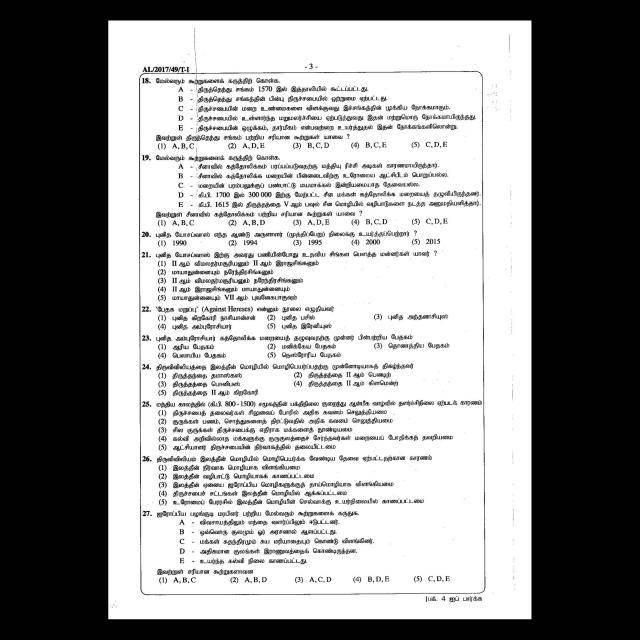 AL/2017/49/T-I
- 3 -
18. மேல்வரும் கூற்றுகளைக் கருத்திற் கொள்க.
A - திருத்தெந்து சங்கம் 1570 இல் இத்தாலியில் கூட்டப்பட்டது.
B - திருத்தெந்து சங்கத்தின் பின்பு திருச்சபையில் ஒற்றுமை ஏற்பட்டது.
C - திருச்சபையின் மறை உண்மைகளை விளக்குவது இச்சங்கத்தின் முக்கிய நோக்கமாகும்.
D - திருச்சபையில் உள்ளார்ந்த மறுமலர்ச்சியை ஏற்படுத்துவது இதன் மற்றுமொரு நோக்கமாயிருந்தது.
E - திருச்சபையின் ஒழுக்கம், தார்மீகம் என்பவற்றை உயர்த்துதல் இதன் நோக்கங்களிலொன்று.
இவற்றுள் திருத்தெந்து சங்கம் பற்றிய சரியான கூற்றுகள் யாவை ?
(1) A, B, C (2) A, D, E (3) B, C, D (4) B, C, E (5) C, D, E
19. மேல்வரும் கூற்றுகளைக் கருத்திற் கொள்க.
A - சீனாவில் கத்தோலிக்கம் பரப்பப்படுவதற்கு மத்தியூ ரிச்சி அடிகள் காரணமாயிருந்தார்.
B - சீனாவில் கத்தோலிக்க மறையின் பின்னடைவிற்கு உரோமைய ஆட்சிபீடம் பொறுப்பல்ல.
C - மறையின் பரம்பலுக்குப் பண்பாட்டு மயமாக்கல் இன்றியமையாத தேவையல்ல.
D - கி.பி. 1700 இல் 300 000 இற்கு மேற்பட்ட சீன மக்கள் கத்தோலிக்க மறையைத் தழுவியிருந்தனர்.
E - கி.பி. 1615 இல் திருத்தந்தை V ஆம் பவுல் சீன மொழியில் வழிபாடுகளை நடத்த அனுமதியளித்தார்.
இவற்றுள் சீனாவில் கத்தோலிக்கம் பற்றிய சரியான கூற்றுகள் யாவை ?
(1) A, B, C (2) A, B, D (3) A, D, E (4) B, C, D (5) C, D, E
20. புனித யோசப்வாஸ் எந்த ஆண்டு அருளாளர் (முத்திப்பேறு) நிலைக்கு உயர்த்தப்பெற்றார் ?
(1) 1990 (2) 1994 (3) 1995 (4) 2000 (5) 2015
21. புனித யோசப்வாஸ் இற்கு அவரது பணியின்போது உதவிய சிங்கள பௌத்த மன்னர்கள் யாவர் ?
(1) II ஆம் விமலதர்மசூரியனும் II ஆம் இராஜசிங்கனும்
(2) மாயாதுன்னையும் நரேந்திரசிங்கனும்
(3) II ஆம் விமலதர்மசூரியனும் நரேந்திரசிங்கனும்
(4) II ஆம் இராஜசிங்கனும் மாயாதுன்னையும்
(5) மாயாதுன்னையும் VII ஆம் புவனேகபாகுவும்
22. 'பேதக மறுப்பு' (Against Heresies) என்னும் நூலை எழுதியவர்
(1) புனித கிறகோரி நாசியான்சன் (2) புனித பசில் (3) புனித அந்தனாசியுஸ்
(4) புனித அம்புரோசியார் (5) புனித இரேனியுஸ்
23. புனித அம்புரோசியார் கத்தோலிக்க மறையைத் தழுவுவதற்கு முன்னர் பின்பற்றிய பேதகம்
(1) ஆரிய பேதகம் (2) மனிக்கேய பேதகம் (3) தொனாத்திய பேதகம்
(4) பெலாயிய பேதகம் (5) நெஸ்ரோரிய பேதகம்
24. திருவிவிலியத்தை இலத்தீன் மொழியில் மொழிபெயர்ப்பதற்கு முன்னோடியாகத் திகழ்ந்தவர்
(1) திருத்தந்தை தமாஸ்கஸ் (2) திருத்தந்தை II ஆம் பெனடிற்
(3) திருத்தந்தை பொன்பேஸ் (4) திருத்தந்தை II ஆம் கிளமென்ற்
(5) திருத்தந்தை II ஆம் கிறகோரி
25. மத்திய காலத்தில் (கி.பி. 800 - 1500) சமூகத்தின் பக்திநிலை குறைந்து ஆன்மீக வாழ்வில் தளர்ச்சிநிலை ஏற்படக் காரணம்
(1) திருச்சபைத் தலைவர்கள் சிலுவைப் போரில் அதிக கவனம் செலுத்தியமை
(2) குருக்கள் பணம், சொத்துகளைத் திரட்டுவதில் அதிக கவனம் செலுத்தியமை
(3) சில குருக்கள் திருச்சபைக்கு எதிராக மக்களைத் தூண்டியமை
(4) கல்வி அறிவில்லாத மக்களுக்கு குருகுலத்தைச் சேர்ந்தவர்கள் மறையைப் போதிக்கத் தவறியமை
(5) ஆட்சியாளர் திருச்சபையின் நிர்வாகத்தில் தலையிட்டமை
26. திருவிவிலியம் இலத்தீன் மொழியில் மொழிபெயர்க்க வேண்டிய தேவை ஏற்பட்டதற்கான காரணம்
(1) இலத்தீன் நிர்வாக மொழியாக விளங்கியமை
(2) இலத்தீன் வழிபாட்டு மொழியாகக் காணப்பட்டமை
(3) இலத்தீன் ஏனைய ஐரோப்பிய மொழிகளுக்குத் தாய்மொழியாக விளங்கியமை
(4) திருச்சபைச் சட்டங்கள் இலத்தீன் மொழியில் ஆக்கப்பட்டமை
(5) உரோமைப் பேரரசில் இலத்தீன் மொழியின் செல்வாக்கு உயர்நிலையில் காணப்பட்டமை
27. ஐரோப்பிய பழங்குடி மரபினர் பற்றிய மேல்வரும் கூற்றுகளைக் கருதுக.
A - விவசாயத்திலும் மந்தை வளர்ப்பிலும் ஈடுபட்டனர்.
B - ஒவ்வொரு குலமும் ஓர் அரசனால் ஆளப்பட்டது.
C - மக்கள் சுதந்திரமும் சுய மரியாதையும் கொண்டு விளங்கினர்.
D - அதிகமான குலங்கள் இராணுவத்தைக் கொண்டிருந்தன.
E - உயர்ந்த கல்வி நிலை காணப்பட்டது.
இவற்றுள் சரியான கூற்றுகளாவன
(1) A, B, C (2) A, B, D (3) A, C, D (4) B, D, E (5) C, D, E
[பக். 4 ஐப் பார்க்க